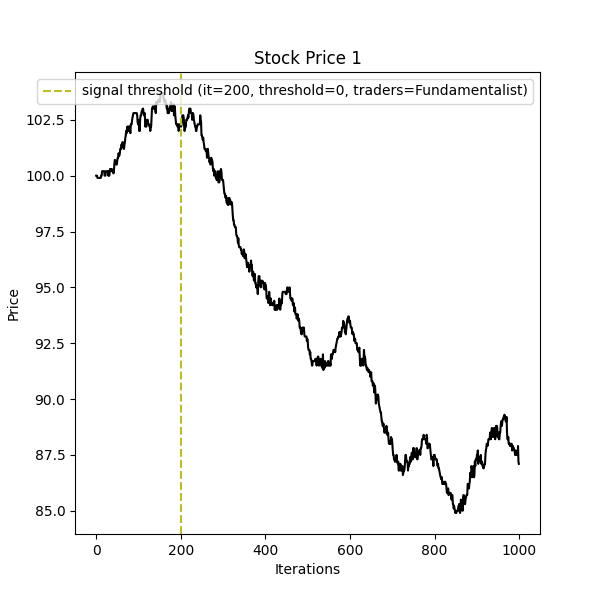 Stock Price 1
signal threshold (it=200, threshold=0, traders=Fundamentalist)
102.5
100.0
97.5
95.0
92.5
90.0
87.5
85.0
Price
0 200 400 600 800 1000
Iterations